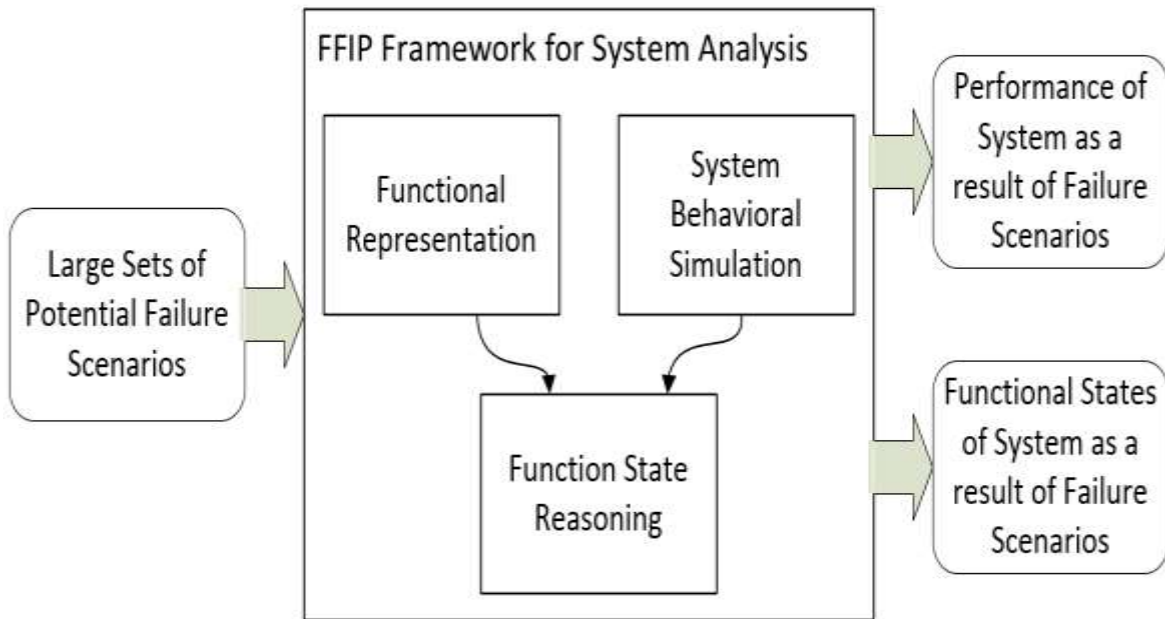 FFIP Framework for System Analysis
Large Sets of
Potential Failure
Scenarios
Functional
Representation
System
Behavioral
Simulation
Function State
Reasoning
Performance of
System as a
result of Failure
Scenarios
Functional States
of System as a
result of Failure
Scenarios